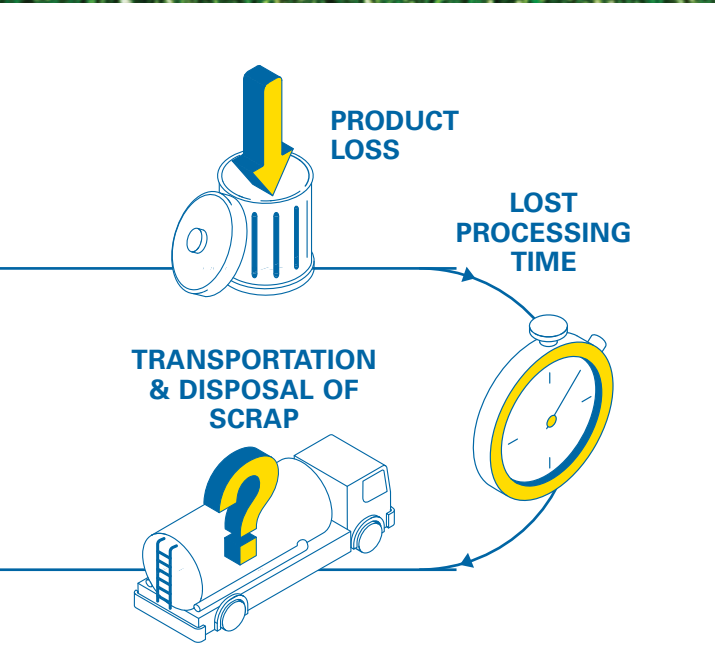 PRODUCT
LOSS
LOST
PROCESSING
TIME
TRANSPORTATION
& DISPOSAL OF
SCRAP
?